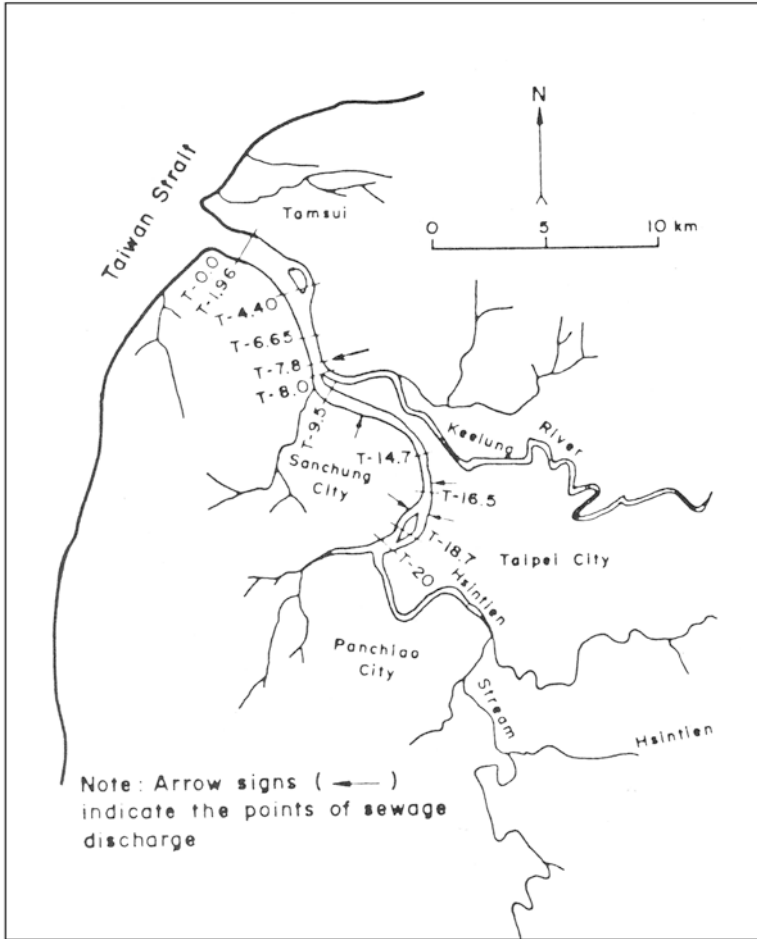 N
Taiwan Strait
Tamsui
0 5 10 km
T-0.0
T-1.96
T-4.40
T-6.65
T-7.8
T-8.0
T-9.5
Keelung River
T-14.7
Sanchung
City
T-16.5
T-18.7
Taipei City
T-20
Hsintien
Panchiao
City
Stream
Hsintien
Note: Arrow signs ( ← )
indicate the points of sewage
discharge